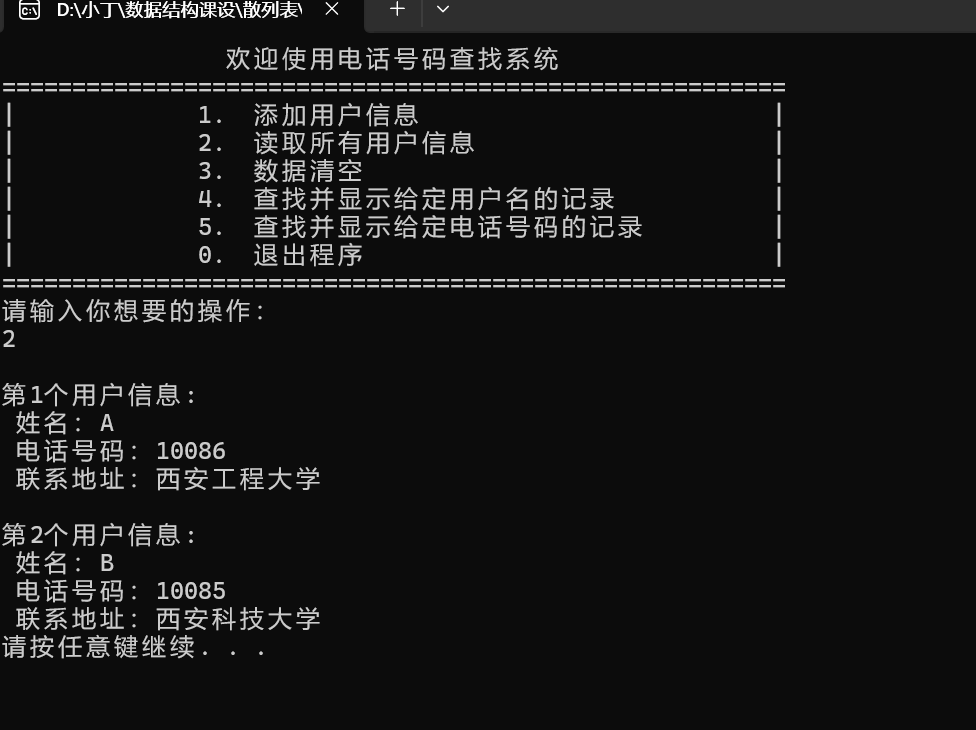 D:\小丁\数据结构课设\散列表\
欢迎使用电话号码查找系统
========================================================
| 1. 添加用户信息 |
| 2. 读取所有用户信息 |
| 3. 数据清空 |
| 4. 查找并显示给定用户名的记录 |
| 5. 查找并显示给定电话号码的记录 |
| 0. 退出程序 |
========================================================
请输入你想要的操作:
2
第1个用户信息:
姓名: A
电话号码: 10086
联系地址: 西安工程大学
第2个用户信息:
姓名: B
电话号码: 10085
联系地址: 西安科技大学
请按任意键继续. . .